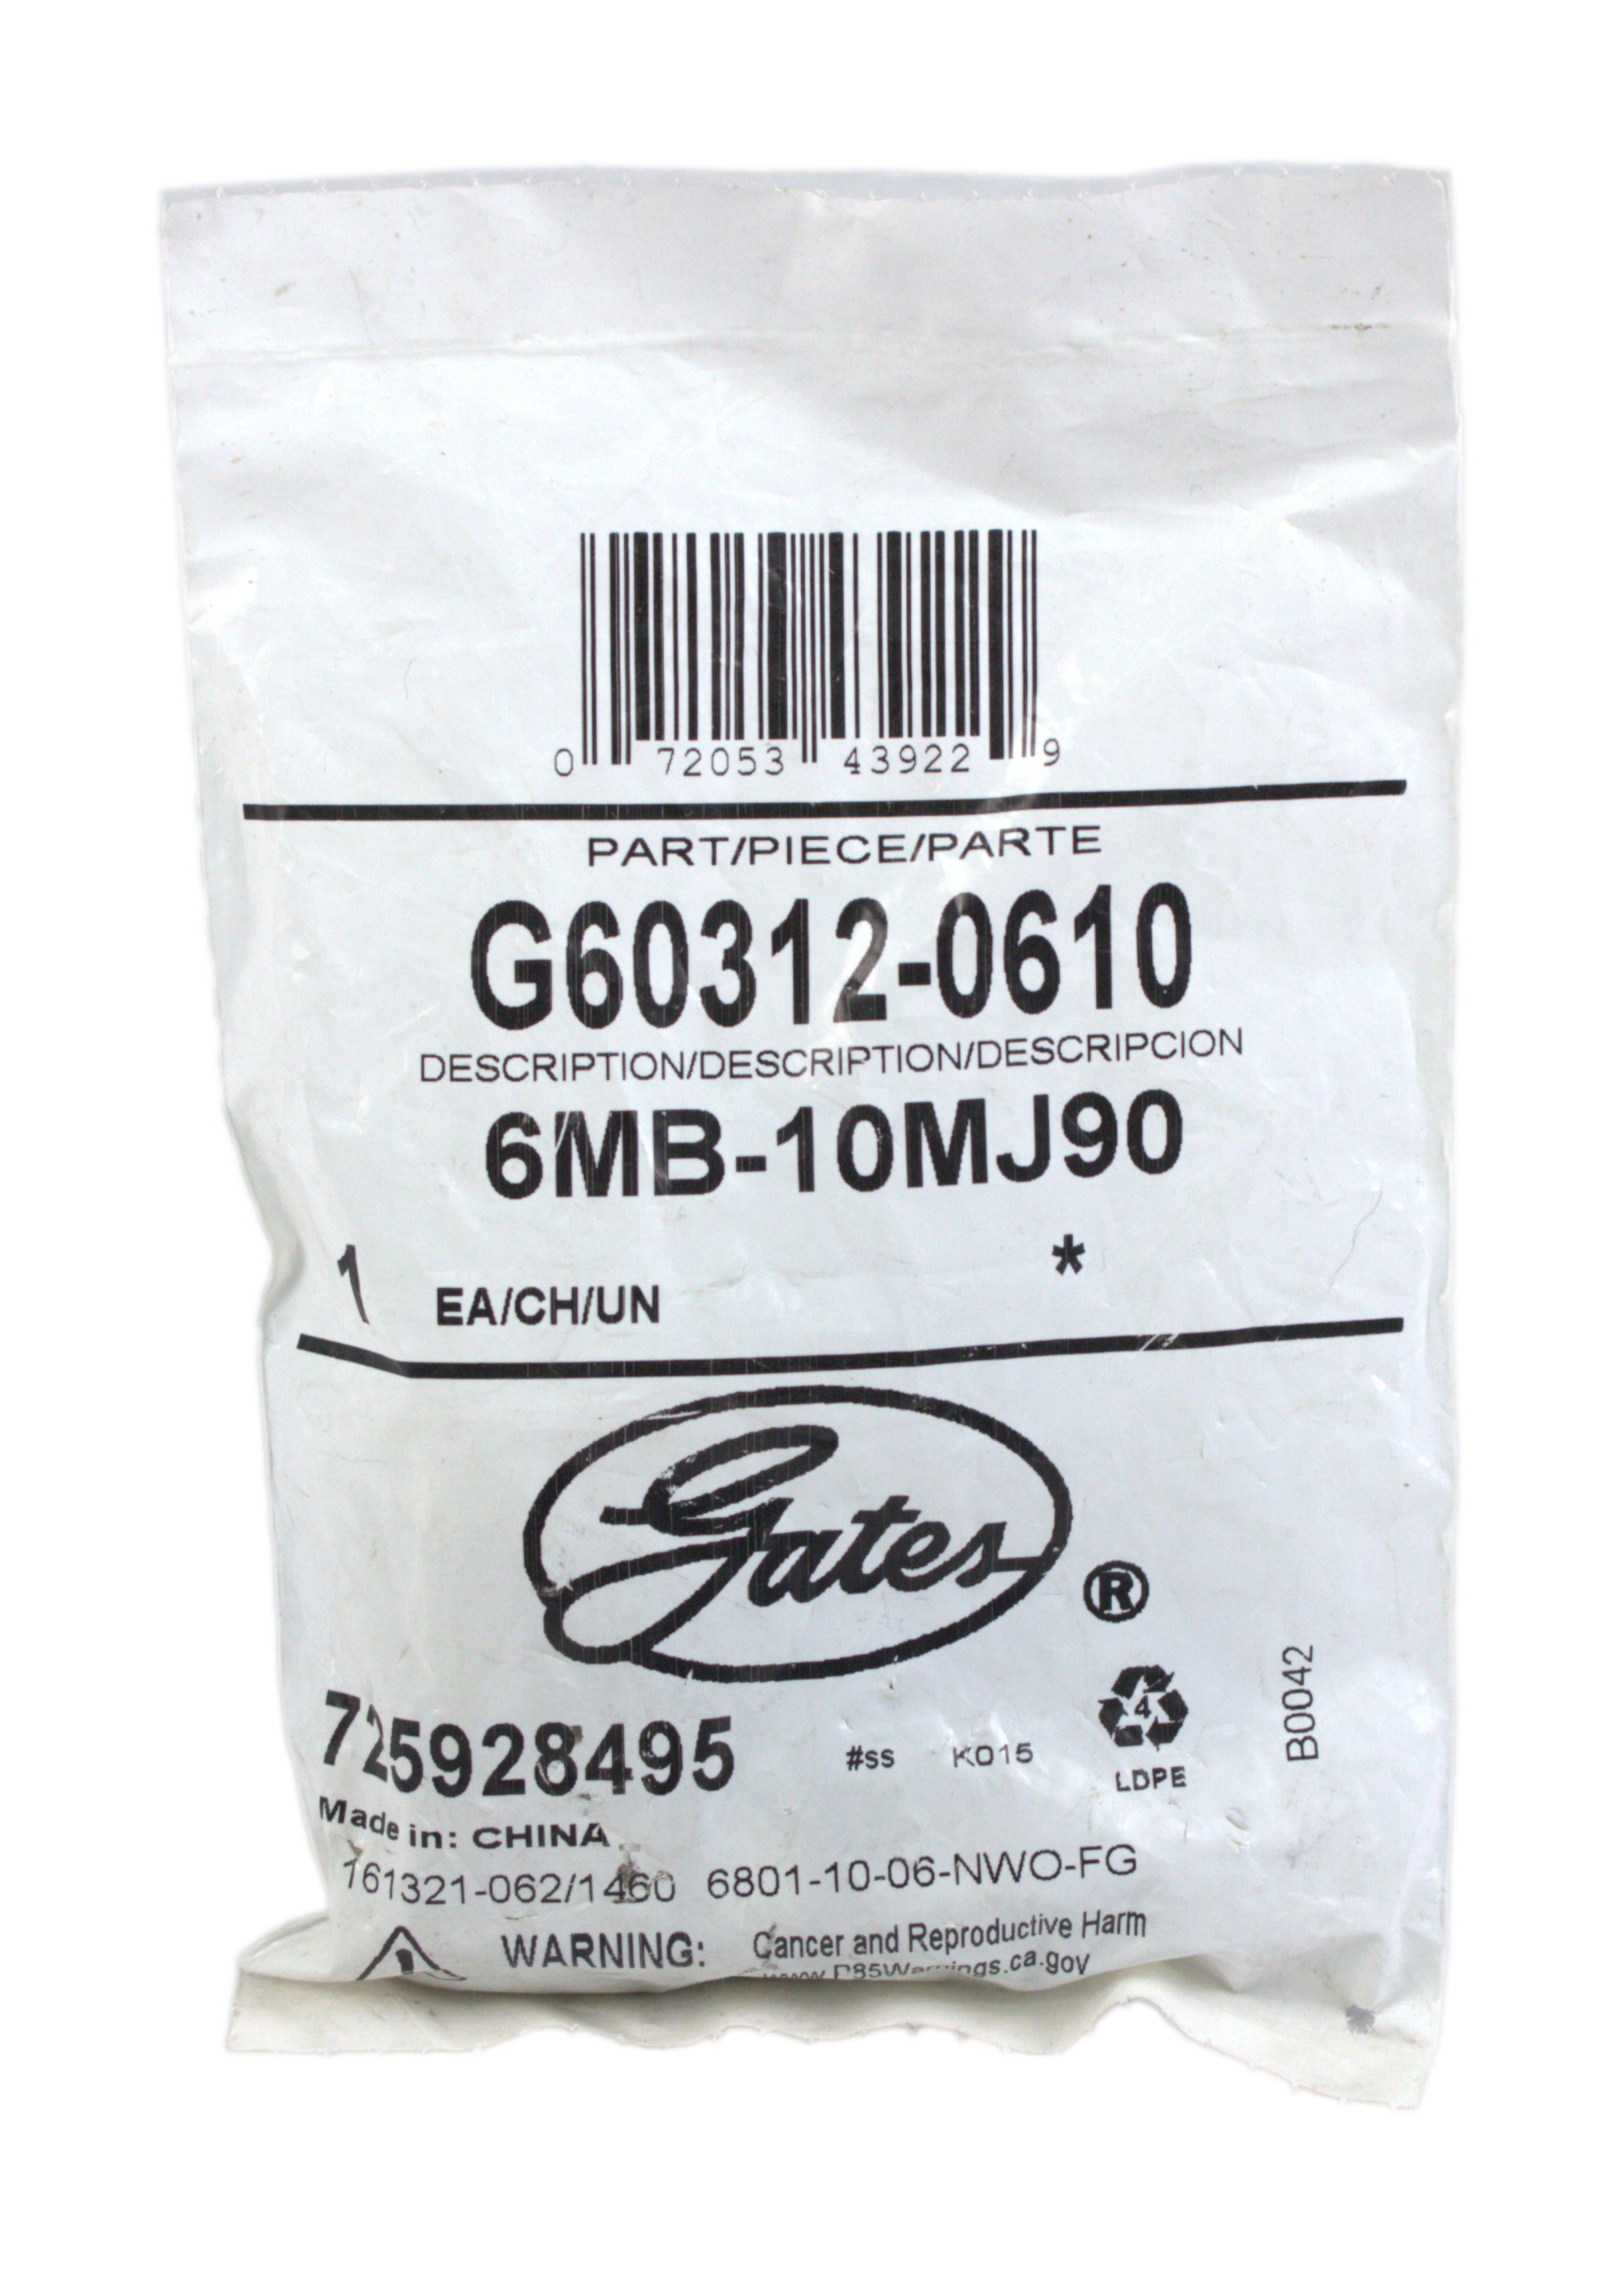 0 72053 43922 9
PART/PIECE/PARTE
G60312-0610
DESCRIPTION/DESCRIPTION/DESCRIPCION
6MB-10MJ90
1 EA/CH/UN *
Gates ®
725928495 #ss K015
4
LDPE
B0042
Made in: CHINA
161321-062/1460 6801-10-06-NWO-FG
WARNING: Cancer and Reproductive Harm